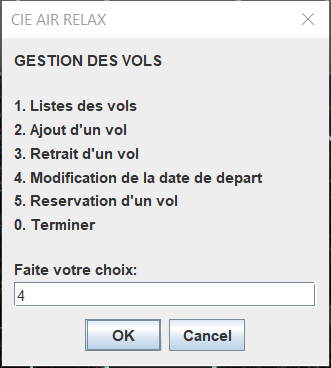 CIE AIR RELAX
GESTION DES VOLS
1. Listes des vols
2. Ajout d'un vol
3. Retrait d'un vol
4. Modification de la date de depart
5. Reservation d'un vol
0. Terminer
Faite votre choix:
4
OK Cancel